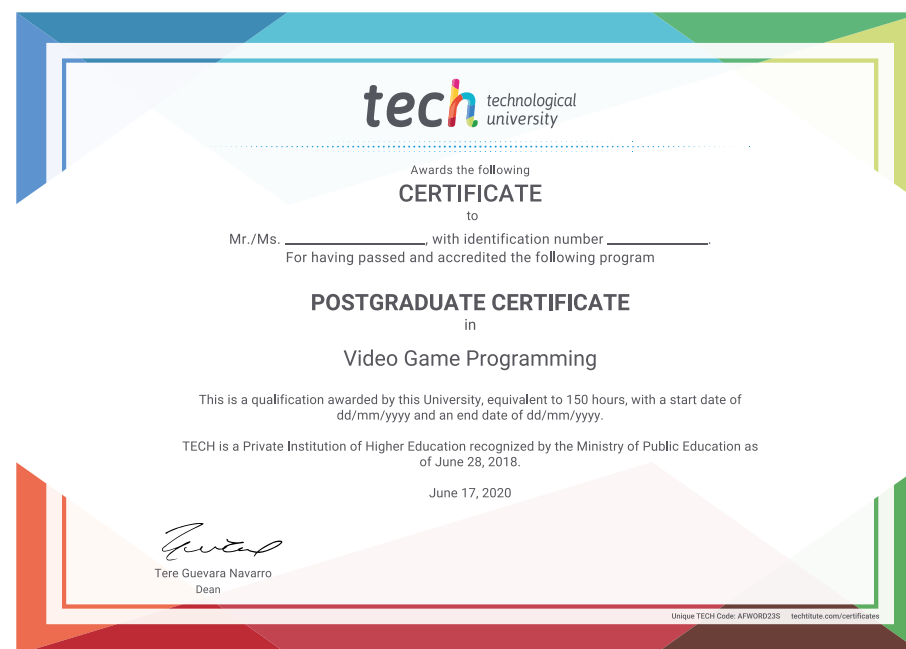 tech technological
university
Awards the following
CERTIFICATE
to
Mr./Ms. ____________________, with identification number ______________.
For having passed and accredited the following program
POSTGRADUATE CERTIFICATE
in
Video Game Programming
This is a qualification awarded by this University, equivalent to 150 hours, with a start date of
dd/mm/yyyy and an end date of dd/mm/yyyy.
TECH is a Private Institution of Higher Education recognized by the Ministry of Public Education as
of June 28, 2018.
June 17, 2020
Tere Guevara Navarro
Dean
Unique TECH Code: AFWORD23S techtitute.com/certificates